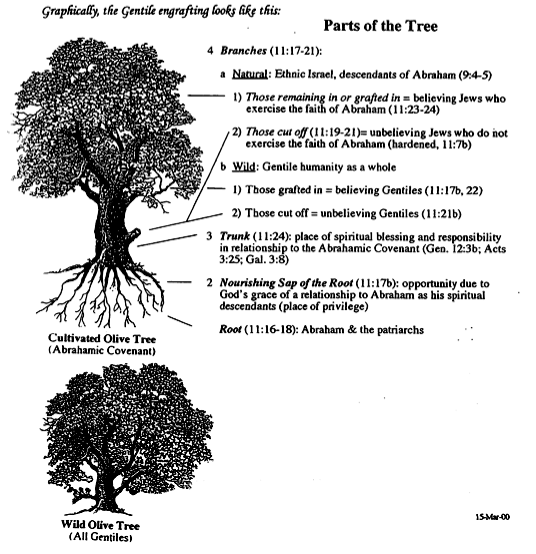 Graphically, the Gentile engrafting looks like this:
Parts of the Tree
4 Branches (11:17-21):
a Natural: Ethnic Israel, descendants of Abraham (9:4-5)
1) Those remaining in or grafted in = believing Jews who
exercise the faith of Abraham (11:23-24)
2) Those cut off (11:19-21)= unbelieving Jews who do not
exercise the faith of Abraham (hardened, 11:7b)
b Wild: Gentile humanity as a whole
1) Those grafted in = believing Gentiles (11:17b, 22)
2) Those cut off = unbelieving Gentiles (11:21b)
3 Trunk (11:24): place of spiritual blessing and responsibility
in relationship to the Abrahamic Covenant (Gen. 12:3b; Acts
3:25; Gal. 3:8)
2 Nourishing Sap of the Root (11:17b): opportunity due to
God's grace of a relationship to Abraham as his spiritual
descendants (place of privilege)
Root (11:16-18): Abraham & the patriarchs
Cultivated Olive Tree
(Abrahamic Covenant)
Wild Olive Tree
(All Gentiles)
15-Mar-00